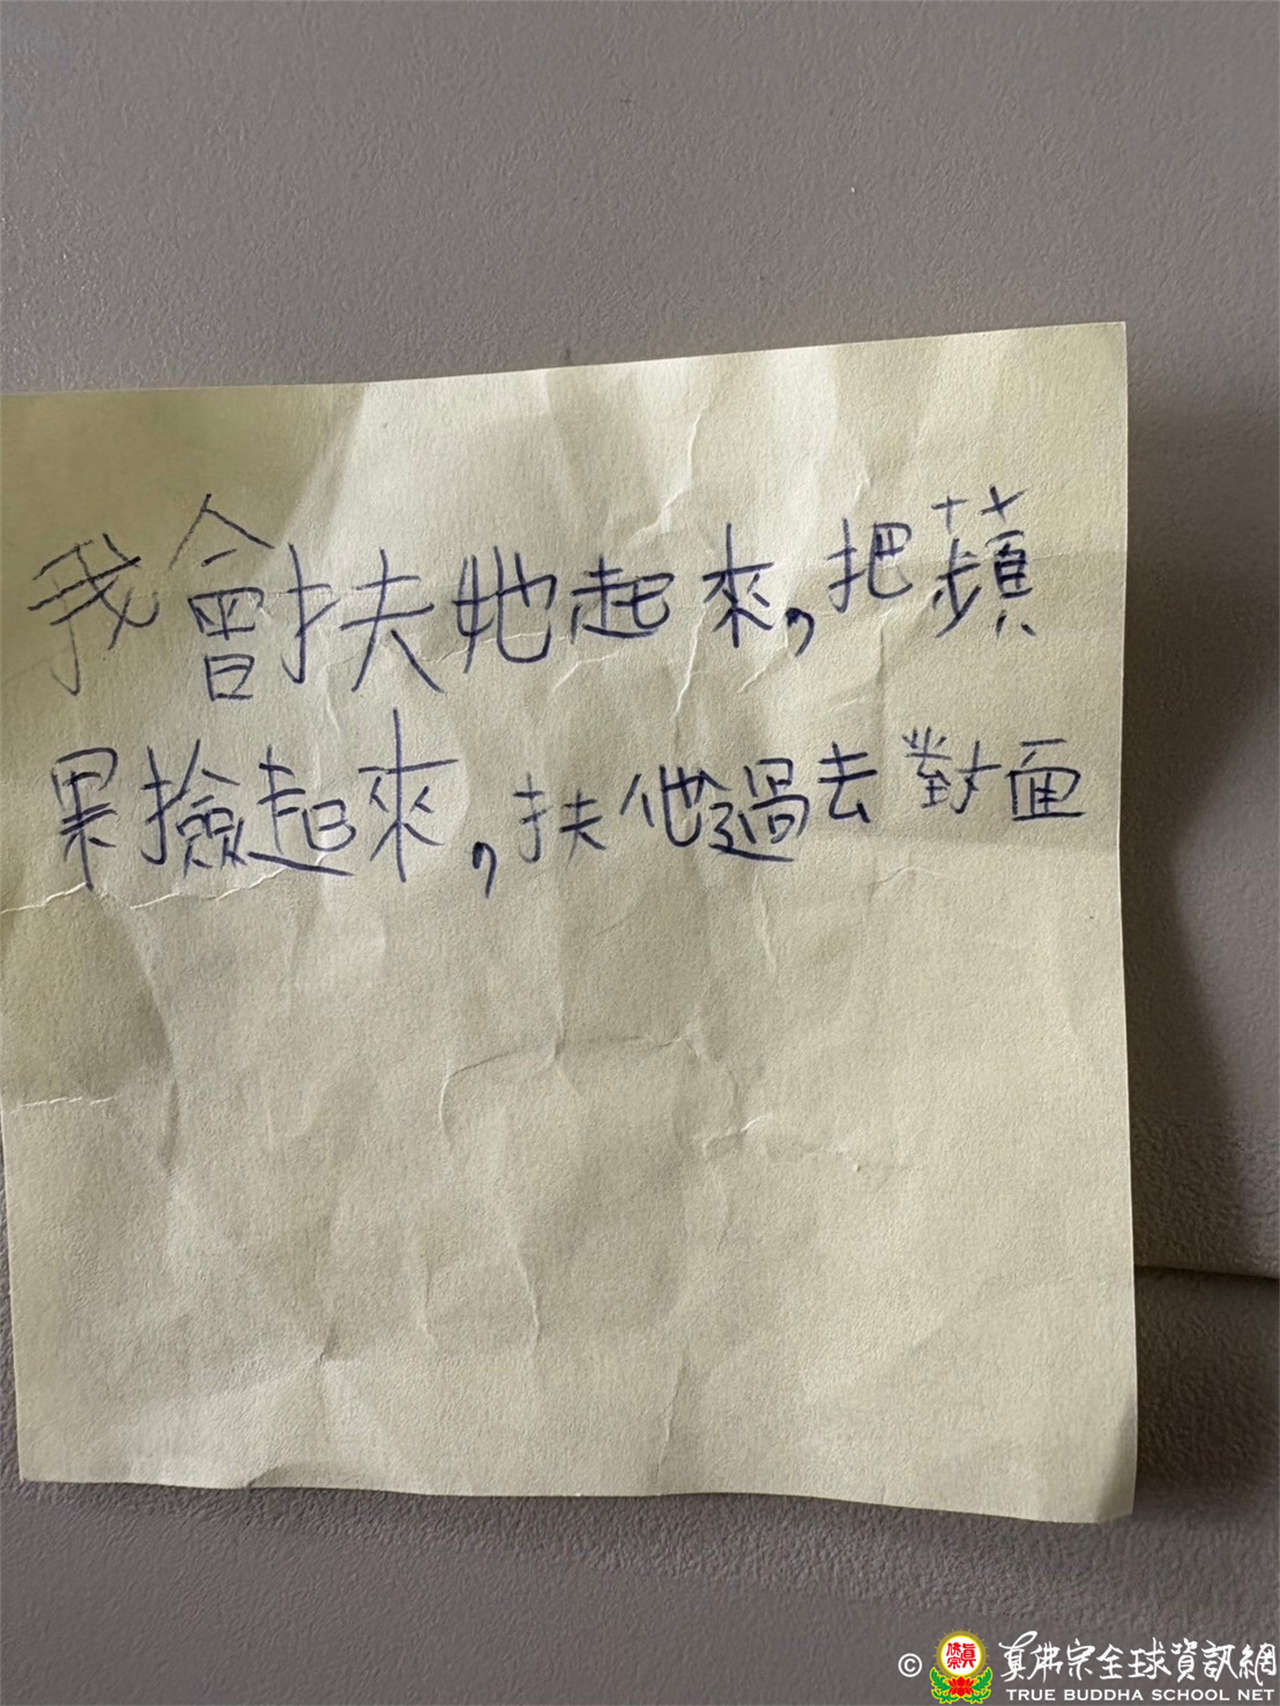 我會扶她起來,把蘋
果撿起來,扶他過去對面
© 真佛宗全球資訊網
TRUE BUDDHA SCHOOL NET